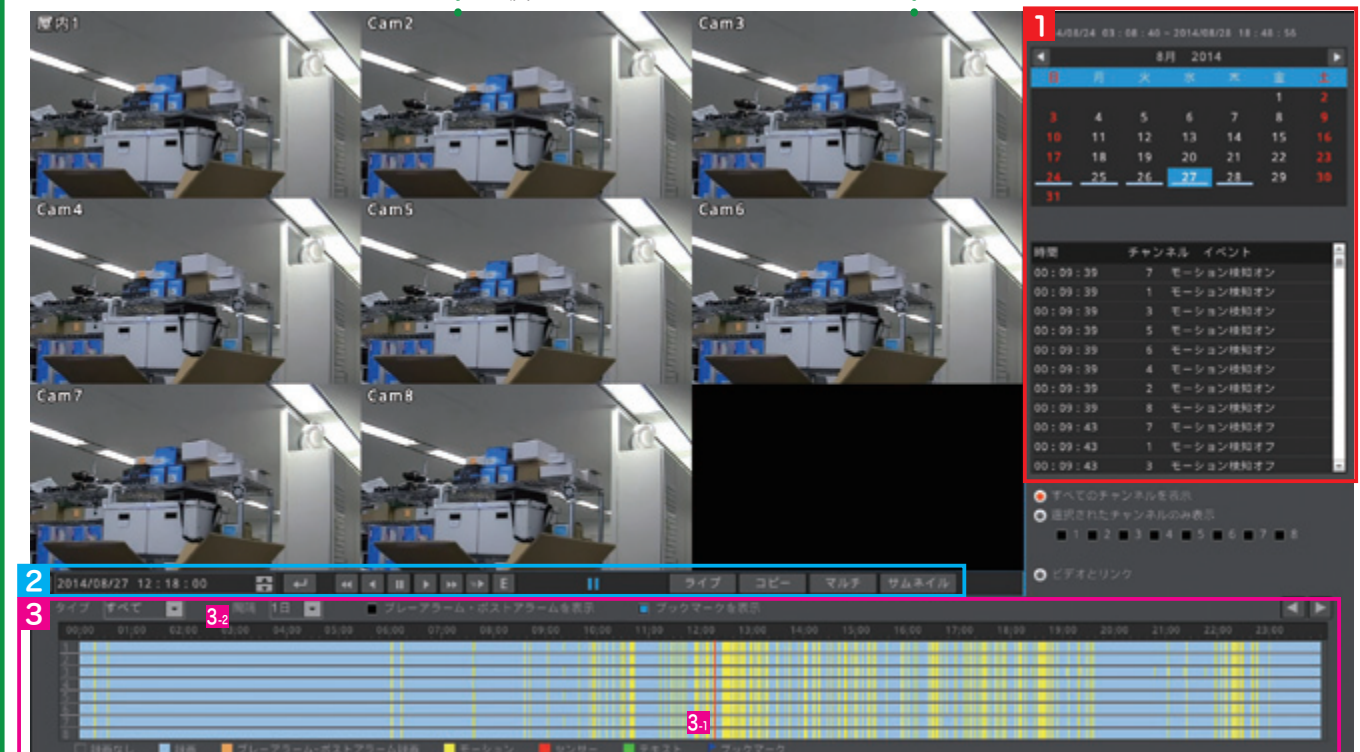 屋内1 Cam2 Cam3
Cam4 Cam5 Cam6
Cam7 Cam8
1
4/08/24 03:08:40 ~ 2014/08/28 18:48:56
8月 2014
日 月 火 水 木 金 土
1 2
3 4 5 6 7 8 9
10 11 12 13 14 15 16
17 18 19 20 21 22 23
24 25 26 27 28 29 30
31
時間 チャンネル イベント
00:09:39 7 モーション検知オン
00:09:39 1 モーション検知オン
00:09:39 3 モーション検知オン
00:09:39 5 モーション検知オン
00:09:39 6 モーション検知オン
00:09:39 4 モーション検知オン
00:09:39 2 モーション検知オン
00:09:39 8 モーション検知オン
00:09:43 7 モーション検知オフ
00:09:43 1 モーション検知オフ
00:09:43 3 モーション検知オフ
すべてのチャンネルを表示
選択されたチャンネルのみ表示
1 2 3 4 5 6 7 8
ビデオとリンク
2
2014/08/27 12:18:00 E ライブ コピー マルチ サムネイル
3
タイプ すべて 3-2 間隔 1日 プレーアラーム・ポストアラームを表示 ブックマークを表示
00;00 01;00 02;00 03;00 04;00 05;00 06;00 07;00 08;00 09;00 10;00 11;00 12;00 13;00 14;00 15;00 16;00 17;00 18;00 19;00 20;00 21;00 22;00 23;00
3-1
録画なし 録画 プレーアラーム・ポストアラーム録画 モーション センサー テキスト ブックマーク